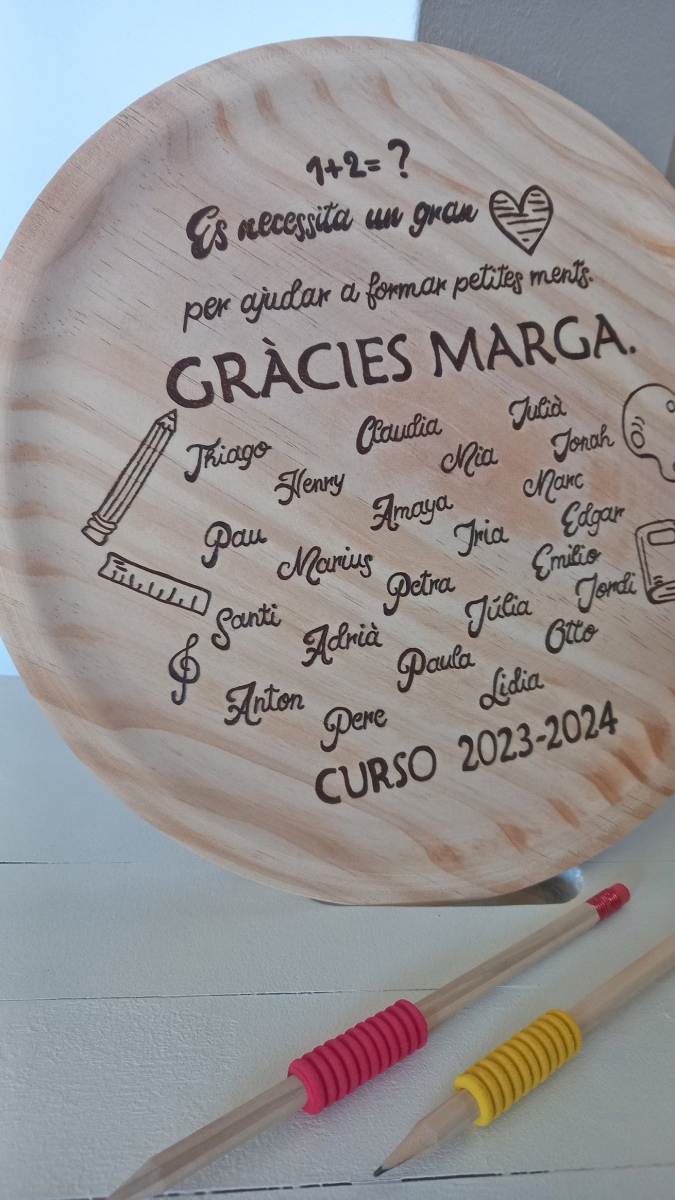 1+2=?
Es necessita un gran
per ajudar a formar petites ments.
GRÀCIES MARGA.
Thiago
Claudia
Julià
Henry
Mia
Jonah
Amaya
Marc
Pau
Marius
Iria
Edgar
Petra
Emilio
Santi
Adrià
Júlia
Jordi
Paula
Otto
Anton
Pere
Lidia
CURSO 2023-2024